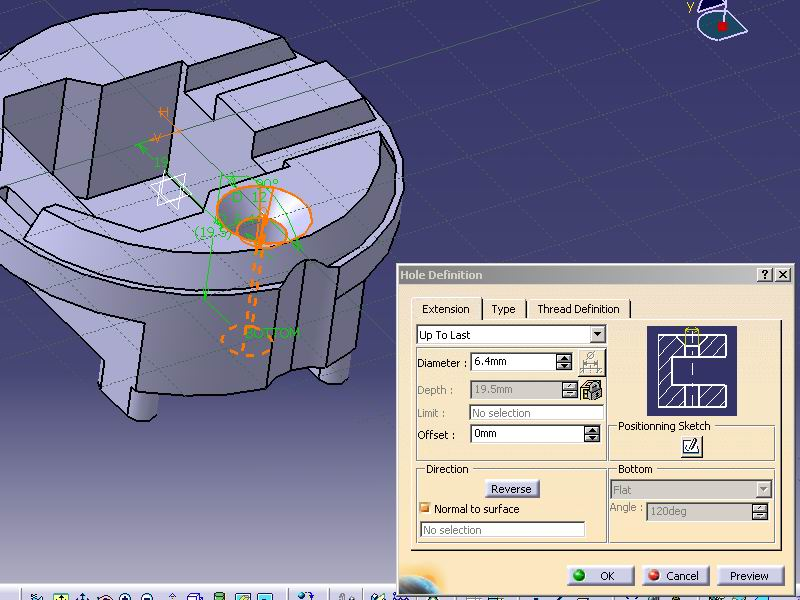 y
H
V
19
90°
12
(19.5)
BOTTOM
Hole Definition
Extension Type Thread Definition
Up To Last
Diameter : 6.4mm
Depth : 19.5mm
Limit : No selection
Offset : 0mm
Positionning Sketch
Direction
Reverse
Normal to surface
No selection
Bottom
Flat
Angle : 120deg
OK Cancel Preview